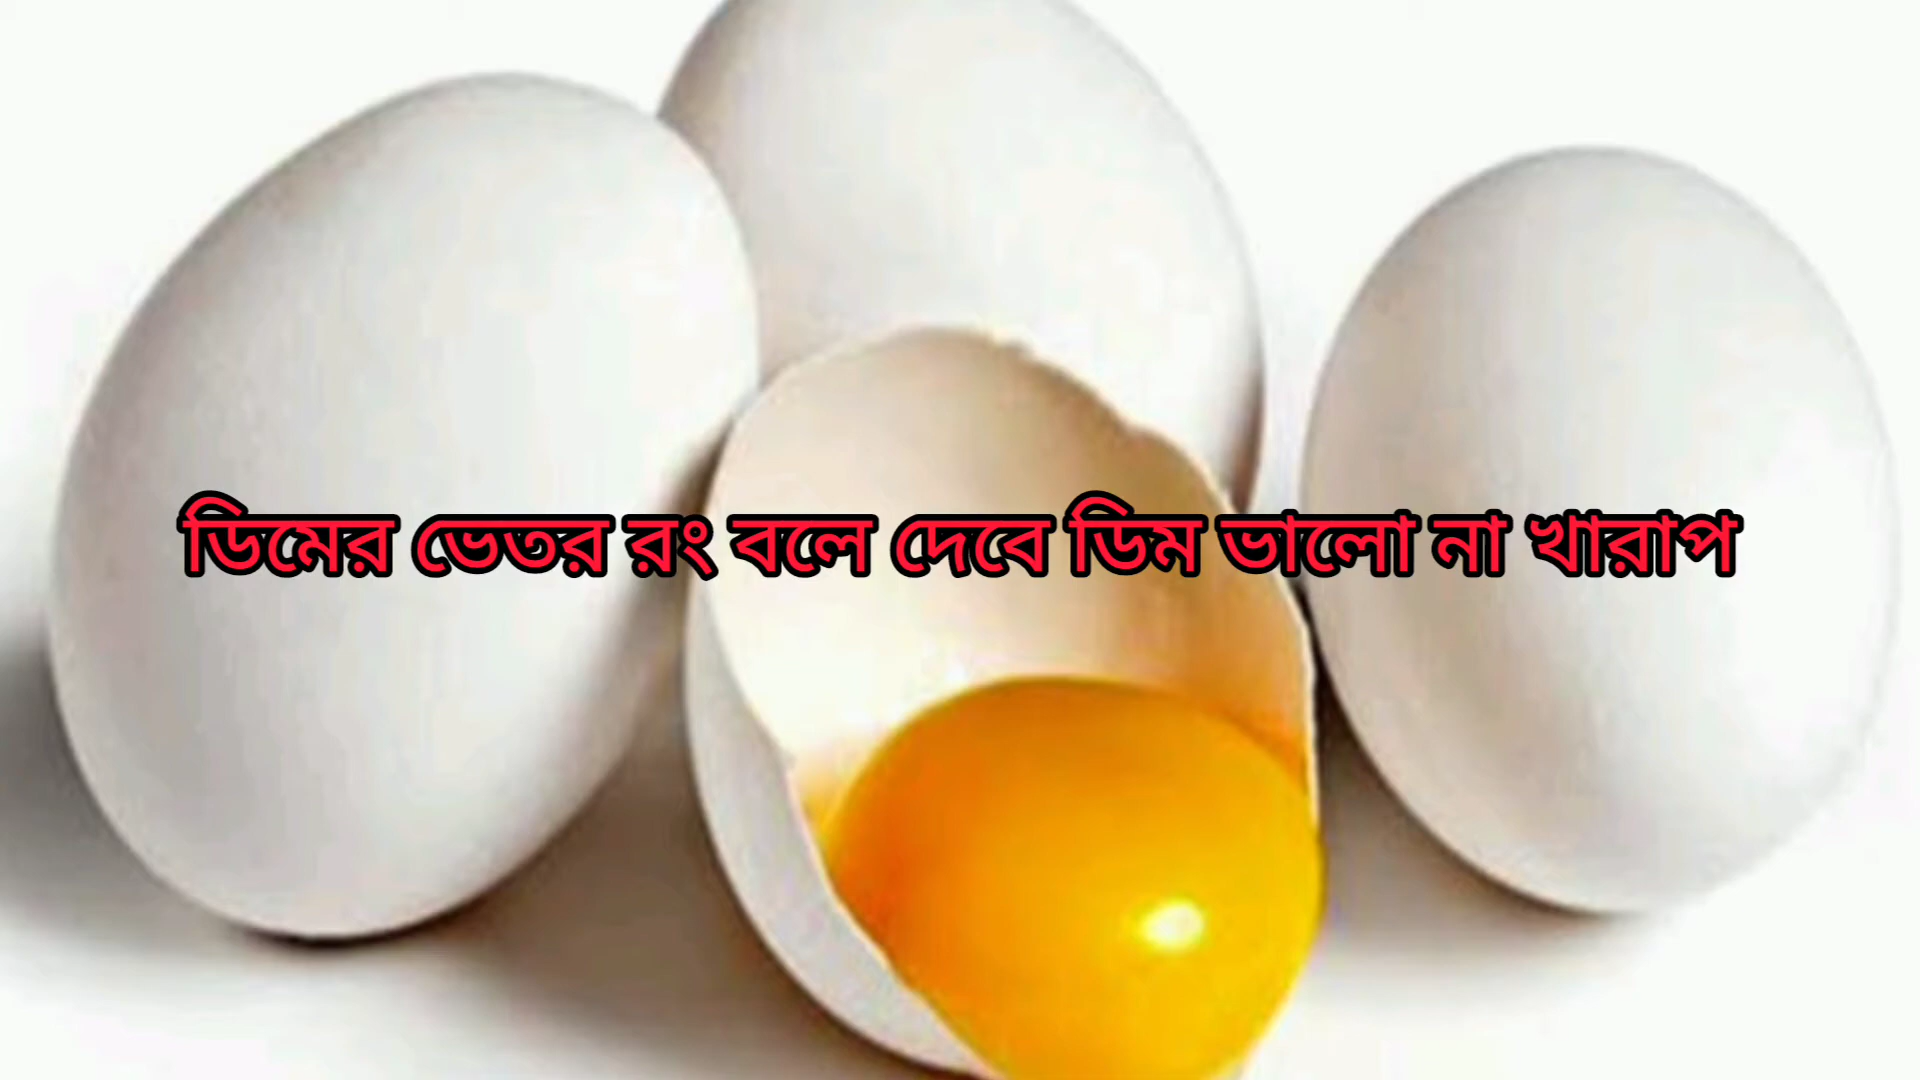 ডিমের ভেতর রং বলে দেবে ডিম ভালো না খারাপ